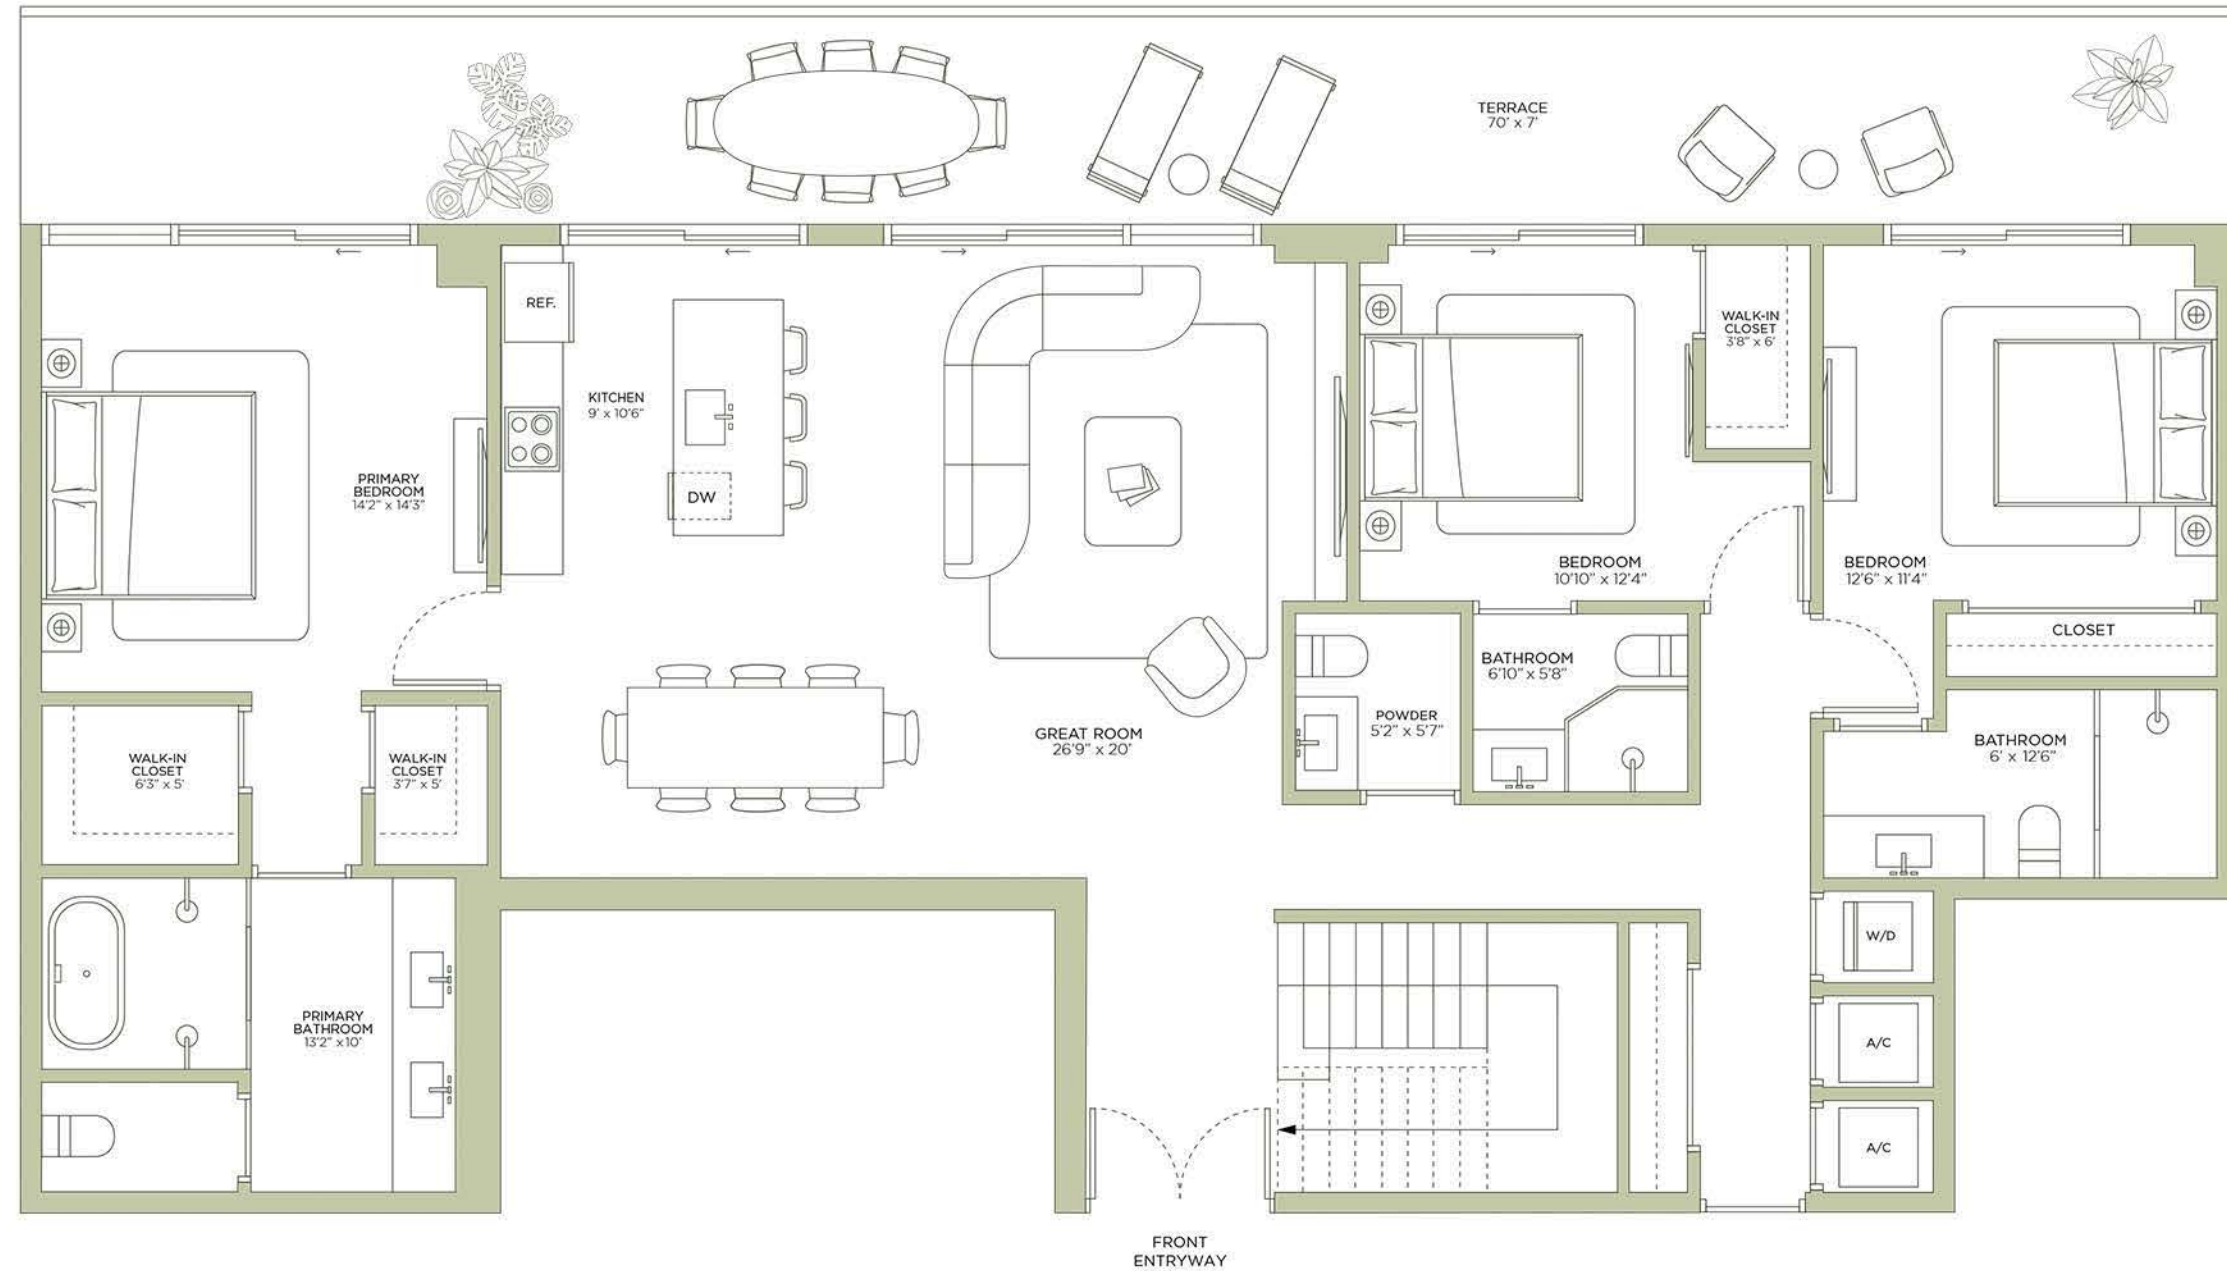 TERRACE
70' x 7'
REF.
KITCHEN
9' x 10'6"
DW
PRIMARY
BEDROOM
14'2" x 14'3"
WALK-IN
CLOSET
3'8" x 6'
BEDROOM
10'10" x 12'4"
BEDROOM
12'6" x 11'4"
CLOSET
BATHROOM
6'10" x 5'8"
POWDER
5'2" x 5'7"
GREAT ROOM
26'9" x 20'
WALK-IN
CLOSET
6'3" x 5'
WALK-IN
CLOSET
3'7" x 5'
BATHROOM
6' x 12'6"
W/D
PRIMARY
BATHROOM
13'2" x 10'
A/C
A/C
FRONT
ENTRYWAY